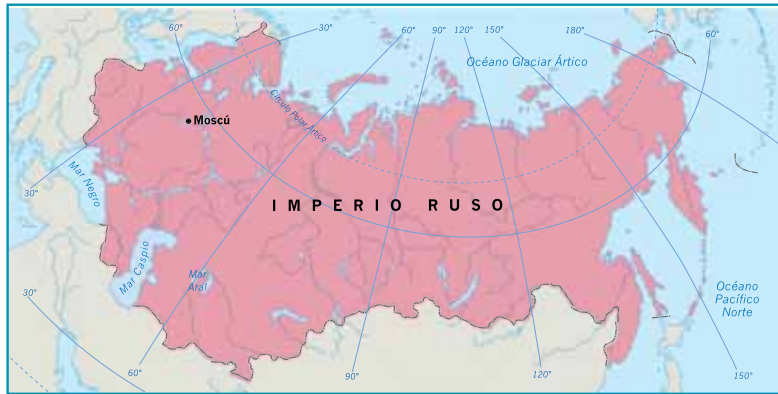 60°
30°
60°
90°
120°
150°
180°
60°
Océano Glaciar Ártico
Círculo Polar Ártico
Moscú
Mar Negro
30°
IMPERIO RUSO
Mar Caspio
Mar
Aral
Océano
Pacífico
Norte
30°
60°
90°
120°
150°